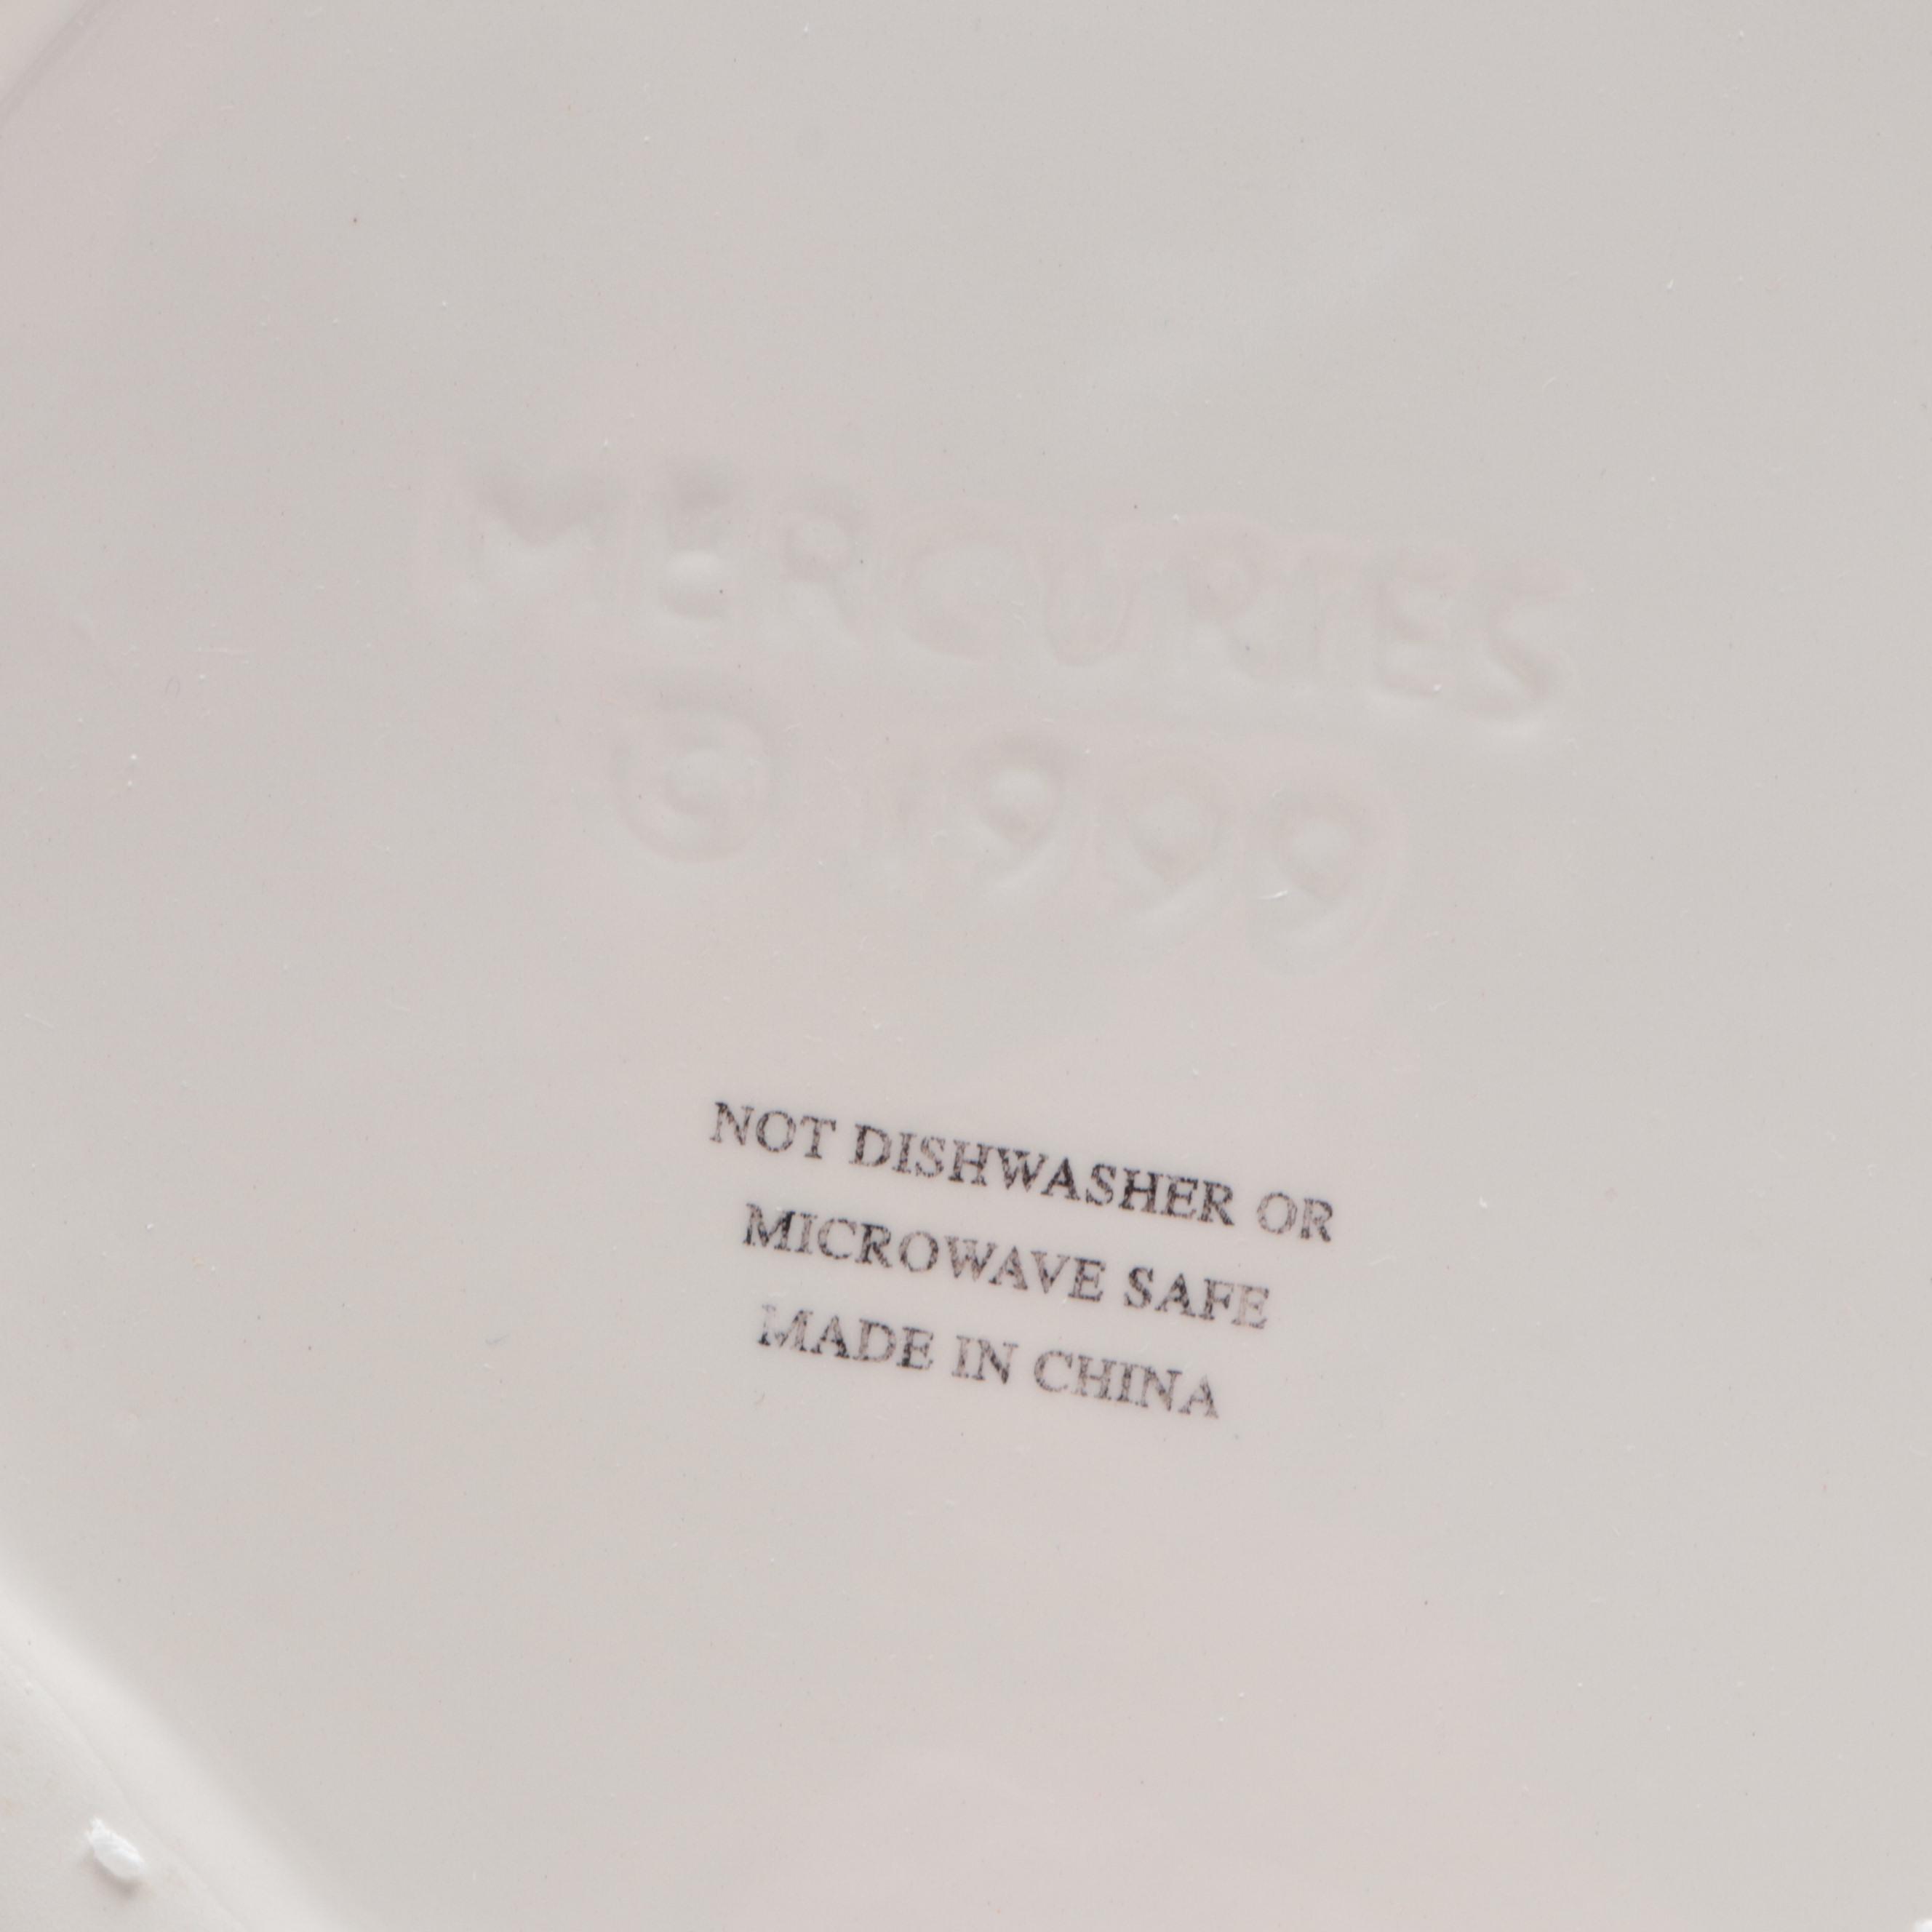 MERCURIES
© 1999
NOT DISHWASHER OR
MICROWAVE SAFE
MADE IN CHINA